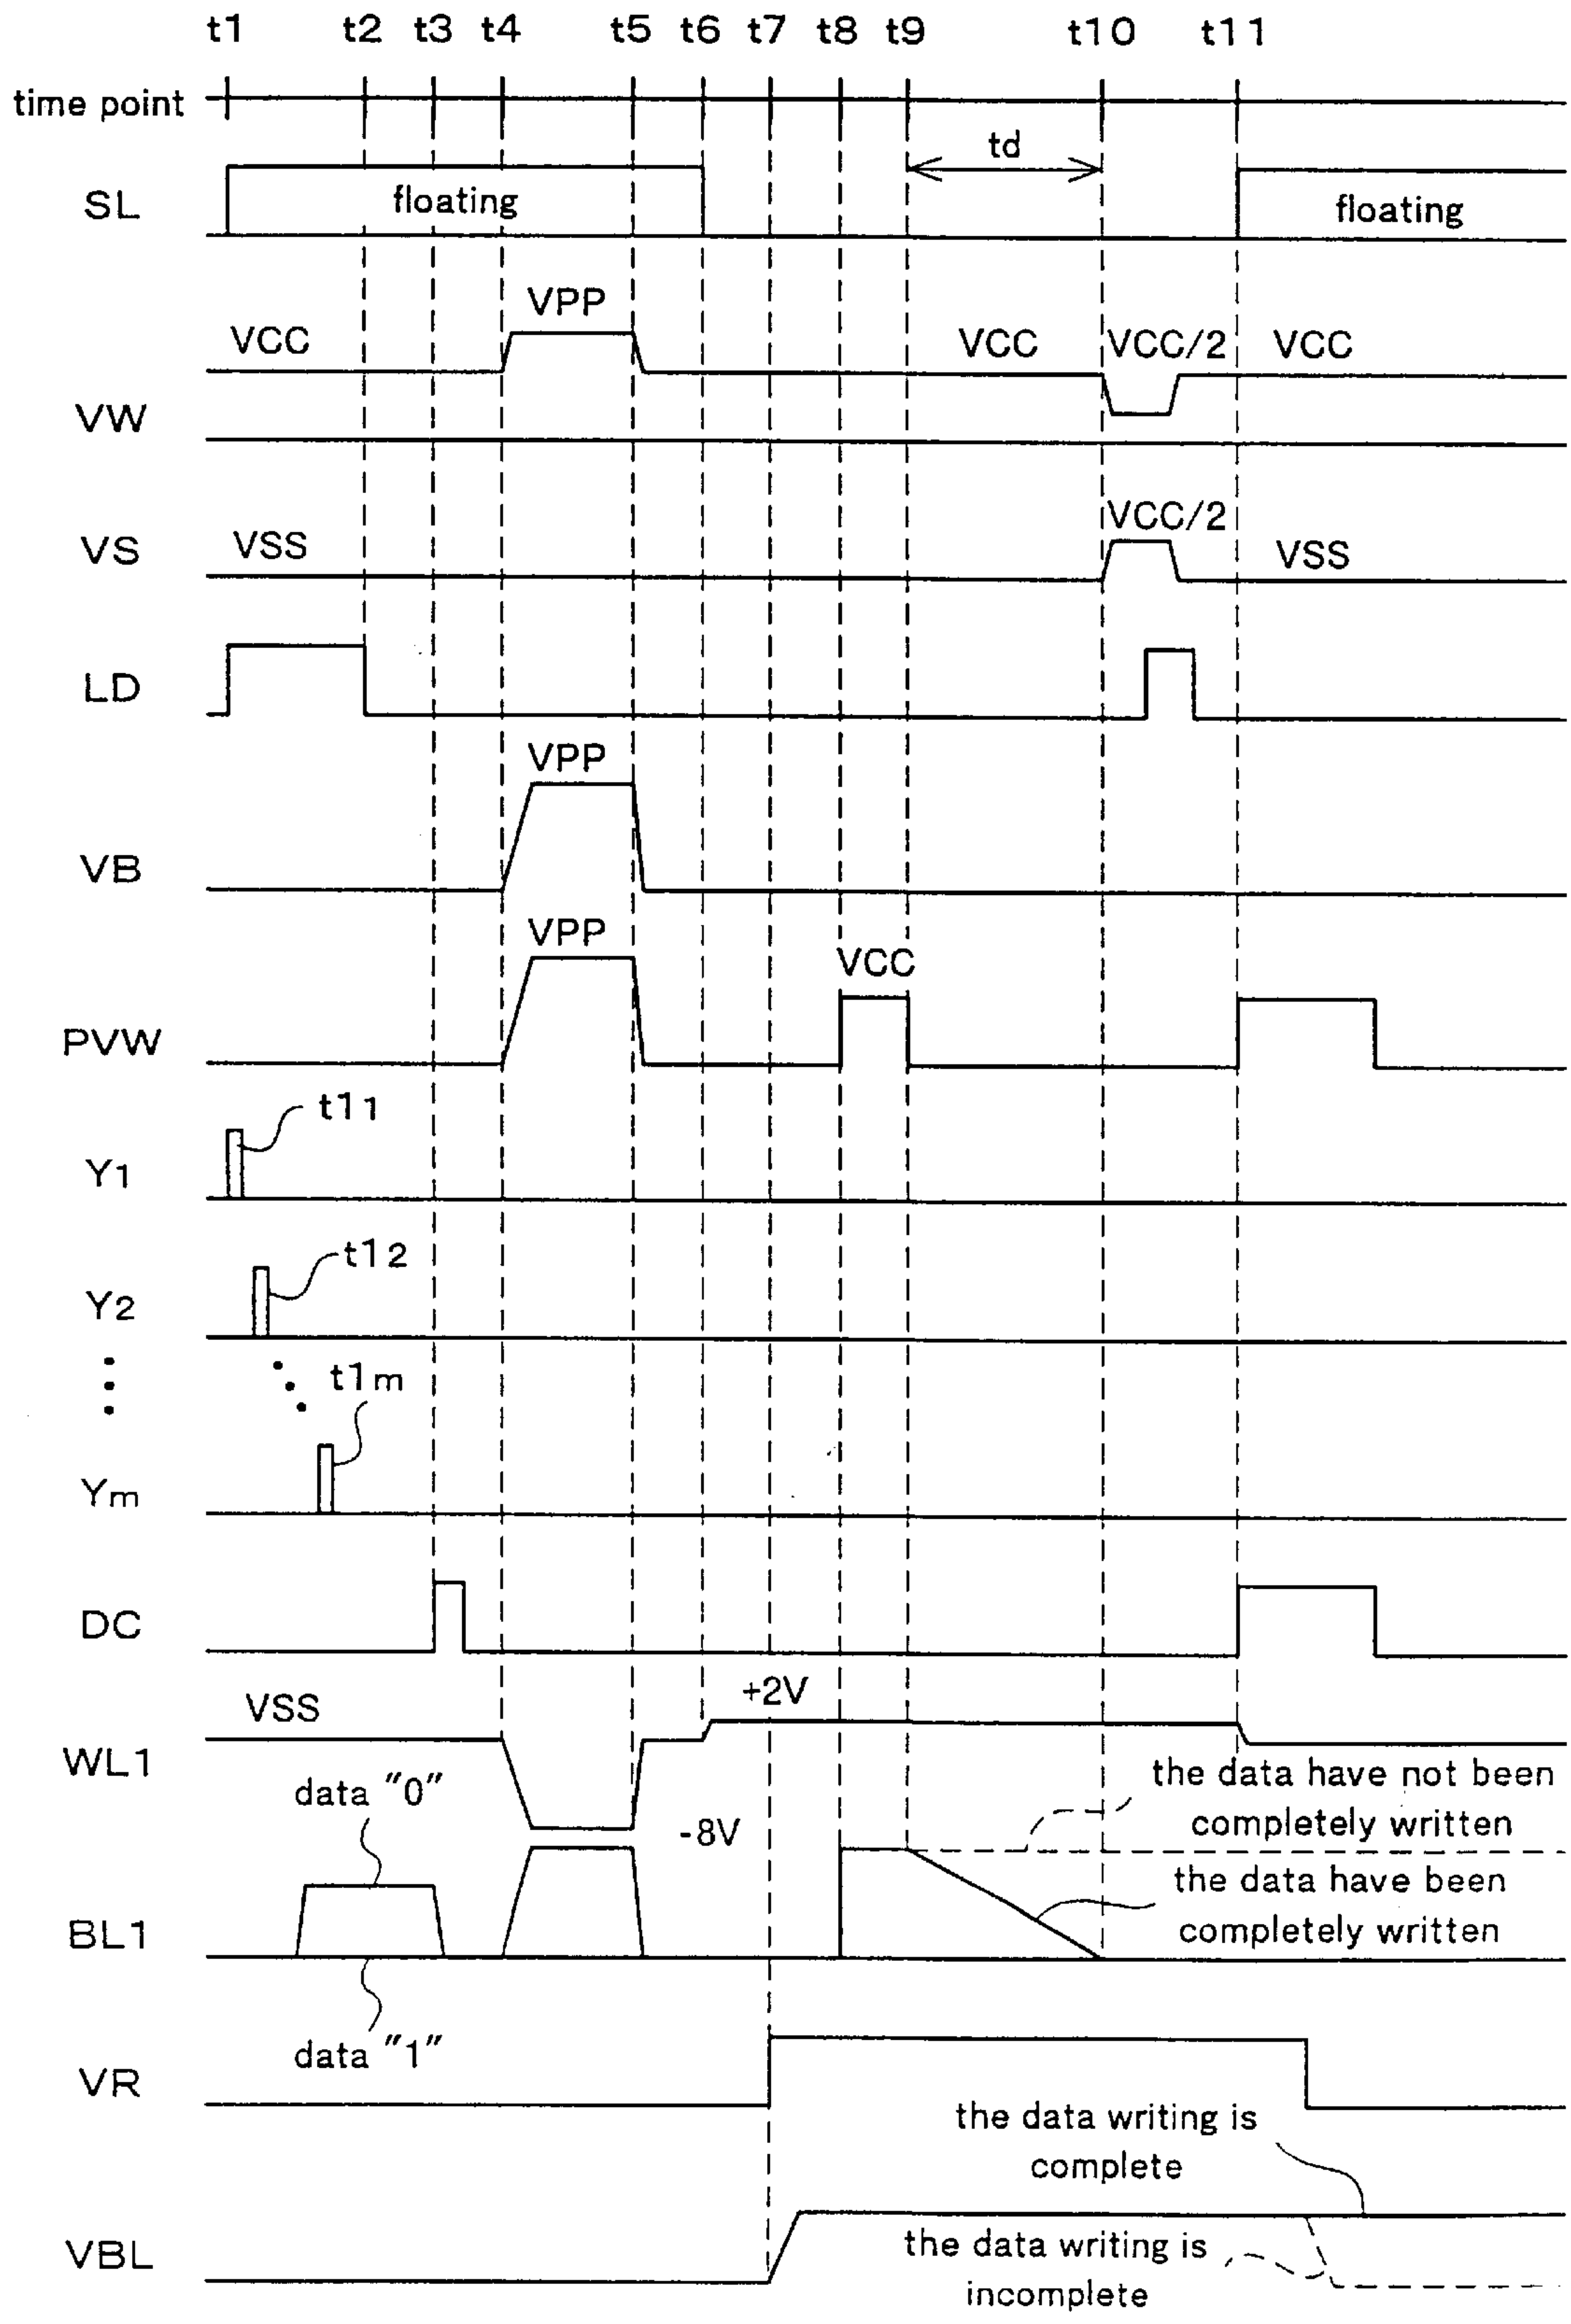 t1 t2 t3 t4 t5 t6 t7 t8 t9 t10 t11
time point
td
SL floating floating
VPP
VCC VCC VCC/2 VCC
VW
VCC/2
VS VSS VSS
LD
VPP
VB
VPP
VCC
PVW
t11
Y1
t12
Y2
t1m
Ym
DC
+2V
VSS
WL1
the data have not been
data "0"
completely written
-8V
the data have been
BL1 completely written
data "1"
VR
the data writing is
complete
the data writing is
VBL
incomplete